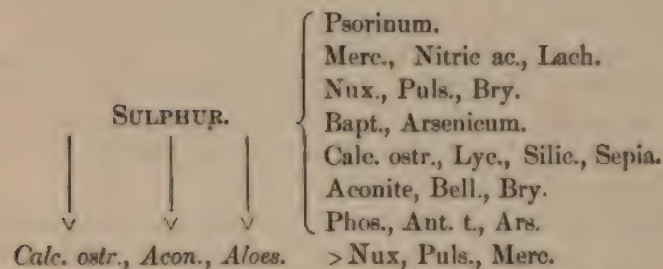 Psorinum.
Merc., Nitric ac., Lach.
Nux., Puls., Bry.
SULPHUR.
Bapt., Arsenicum.
Calc. ostr., Lyc., Silic., Sepia.
Aconite, Bell., Bry.
Phos., Ant. t., Ars.
Calc. ostr., Acon., Aloes. >Nux, Puls., Merc.